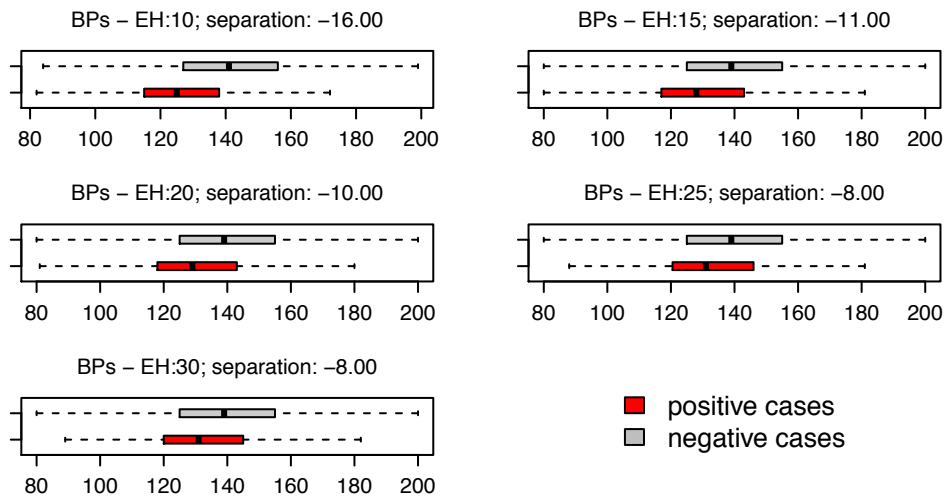 BPs − EH:10; separation: −16.00
80 100 120 140 160 180 200
BPs − EH:15; separation: −11.00
80 100 120 140 160 180 200
BPs − EH:20; separation: −10.00
80 100 120 140 160 180 200
BPs − EH:25; separation: −8.00
80 100 120 140 160 180 200
BPs − EH:30; separation: −8.00
80 100 120 140 160 180 200
positive cases
negative cases